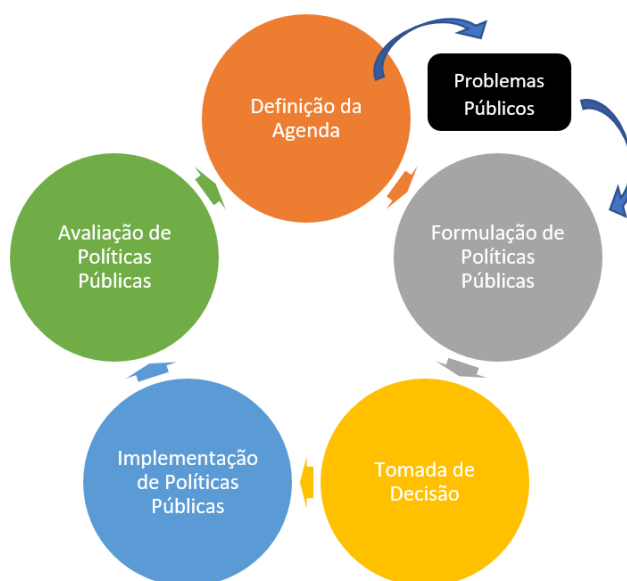 Definição da
Agenda
Problemas
Públicos
Formulação de
Políticas
Públicas
Tomada de
Decisão
Implementação
de Políticas
Públicas
Avaliação de
Políticas
Públicas